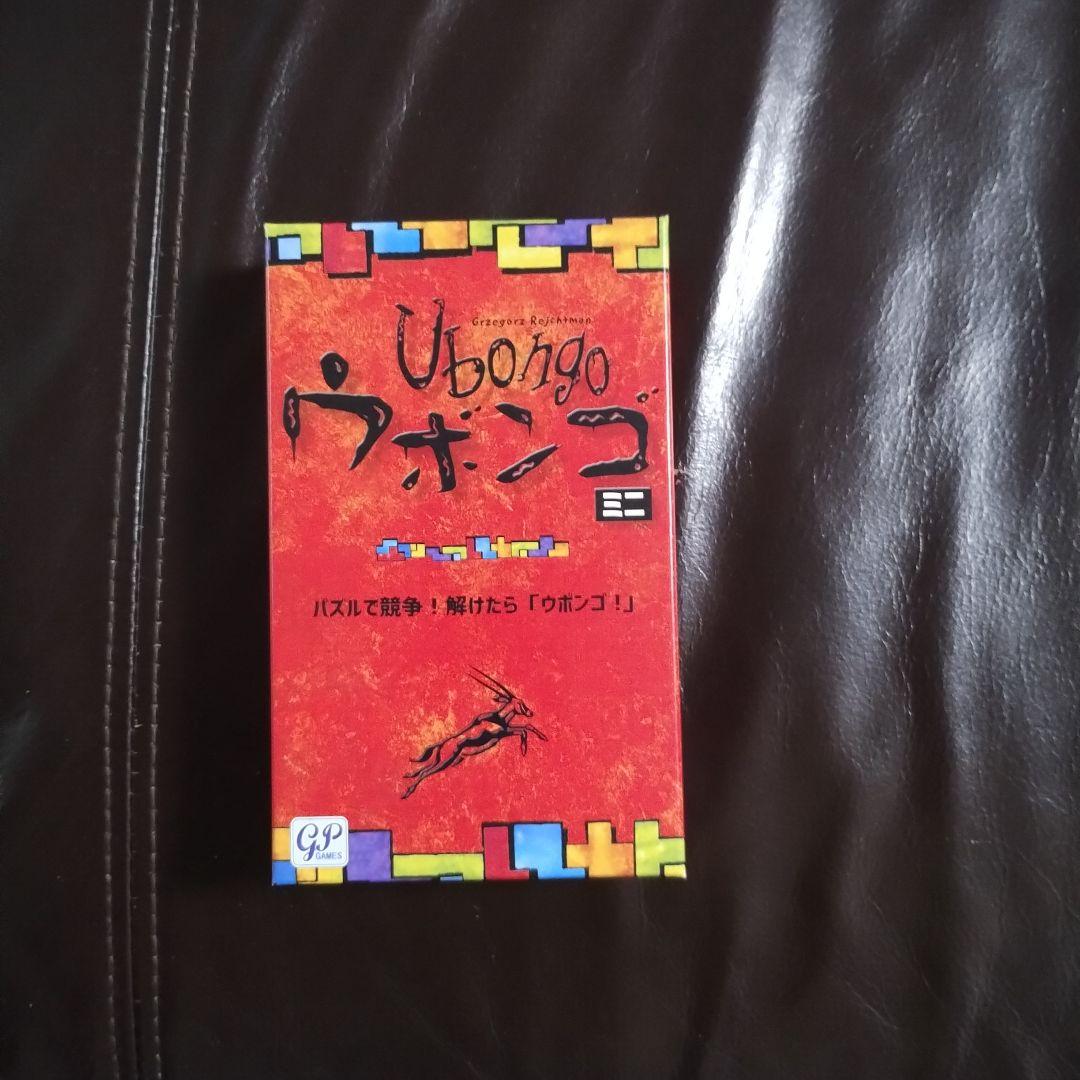 Grzegorz Rejchtman
Ubongo
ウボンゴ
ミニ
パズルで競争！解けたら「ウボンゴ！」
GP
GAMES